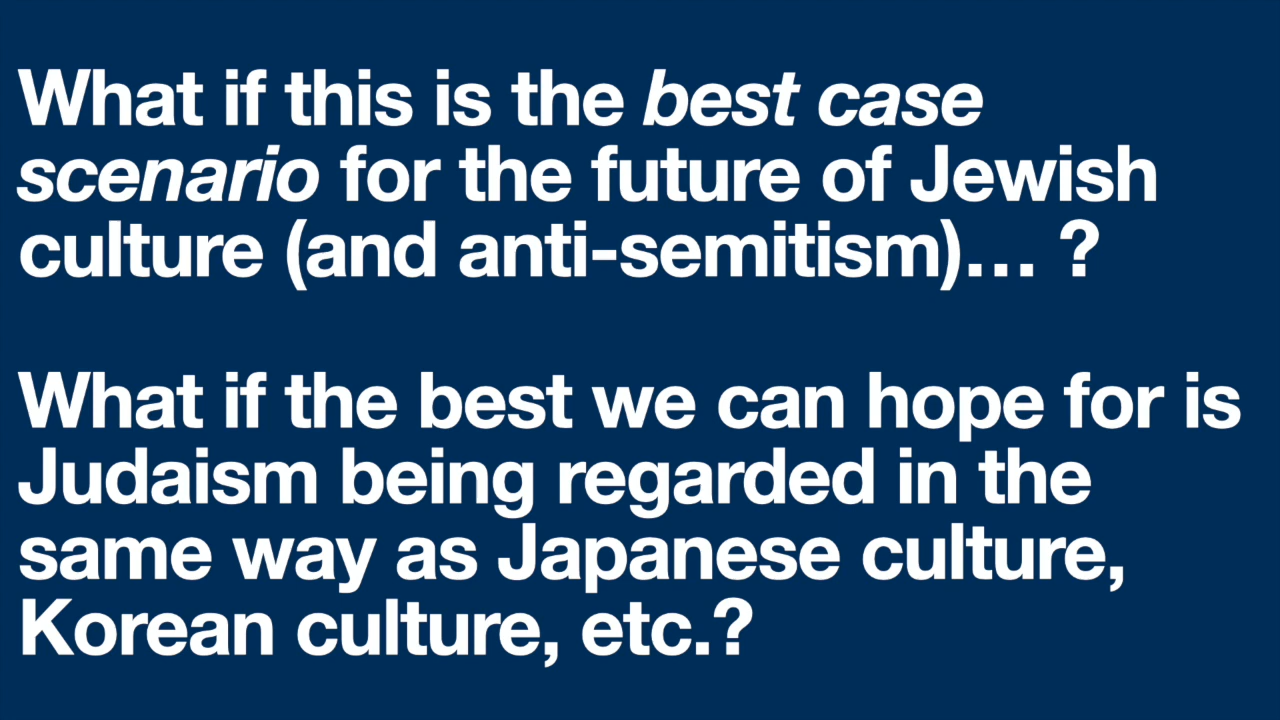 What if this is the best case
scenario for the future of Jewish
culture (and anti-semitism)… ?
What if the best we can hope for is
Judaism being regarded in the
same way as Japanese culture,
Korean culture, etc.?